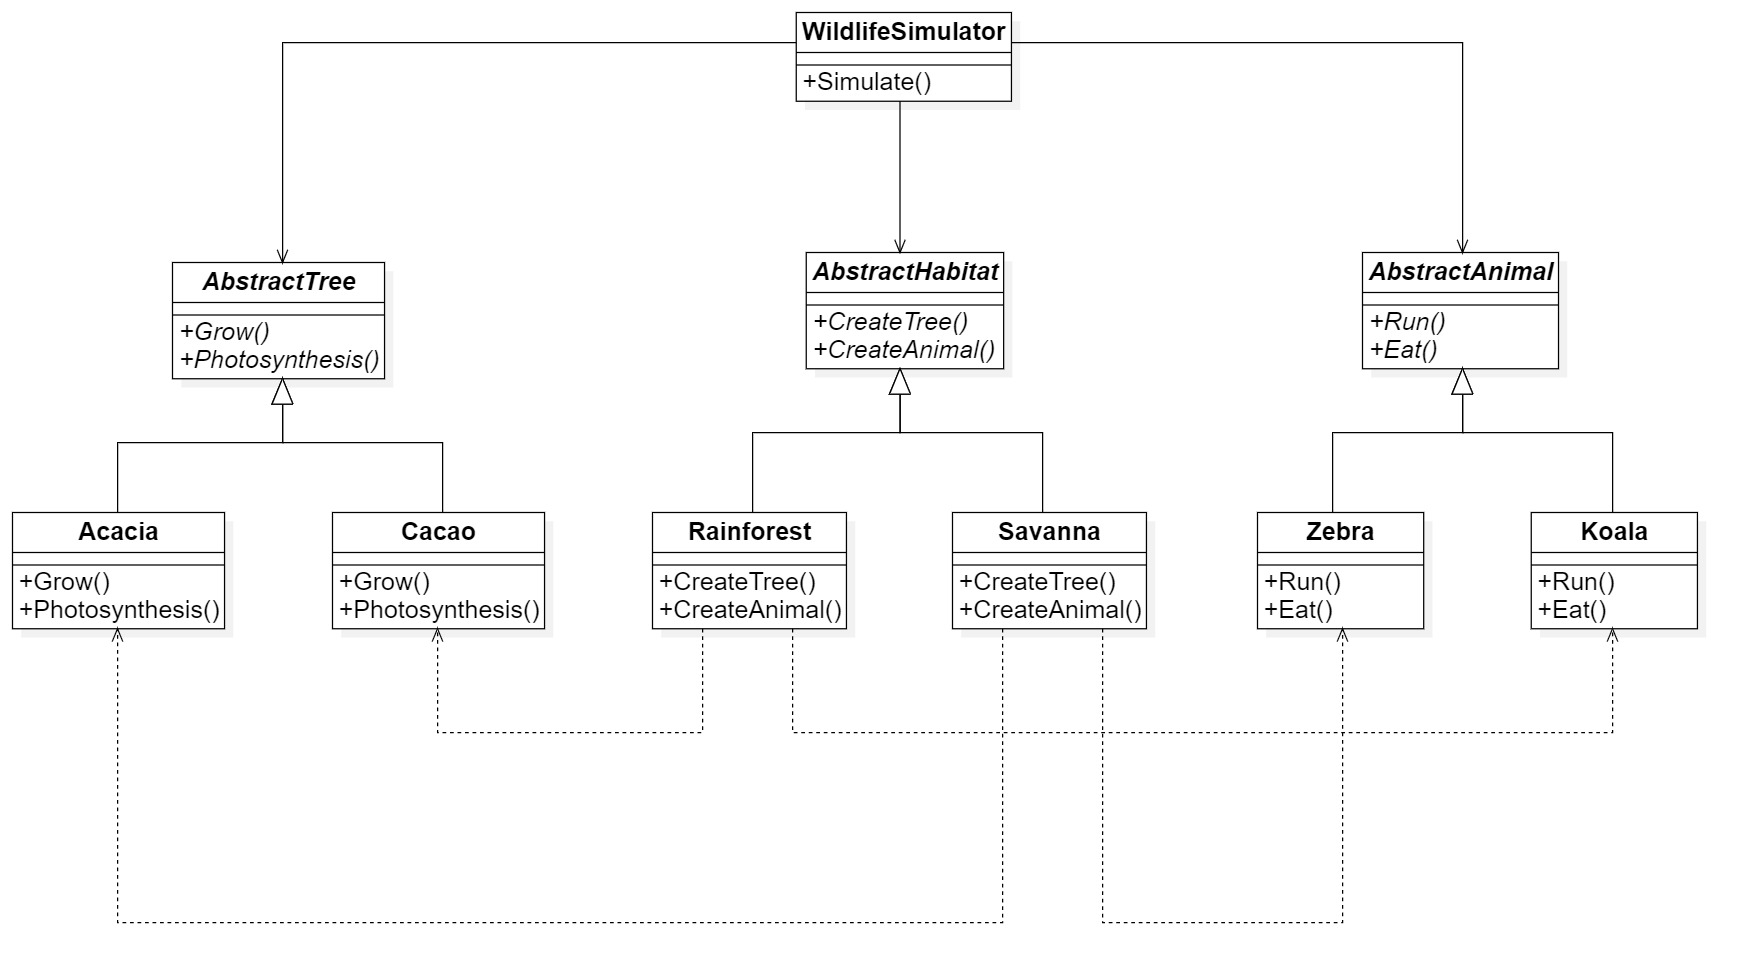 WildlifeSimulator
+Simulate()
AbstractTree
+Grow()
+Photosynthesis()
AbstractHabitat
+CreateTree()
+CreateAnimal()
AbstractAnimal
+Run()
+Eat()
Acacia
+Grow()
+Photosynthesis()
Cacao
+Grow()
+Photosynthesis()
Rainforest
+CreateTree()
+CreateAnimal()
Savanna
+CreateTree()
+CreateAnimal()
Zebra
+Run()
+Eat()
Koala
+Run()
+Eat()